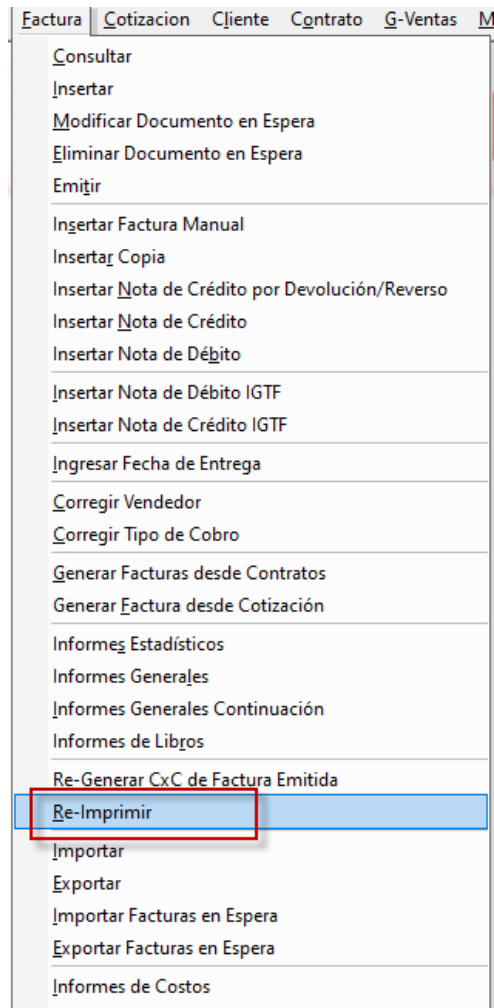 Factura Cotizacion Cliente Contrato G-Ventas M
Consultar
Insertar
Modificar Documento en Espera
Eliminar Documento en Espera
Emitir
Insertar Factura Manual
Insertar Copia
Insertar Nota de Crédito por Devolución/Reverso
Insertar Nota de Crédito
Insertar Nota de Débito
Insertar Nota de Débito IGTF
Insertar Nota de Crédito IGTF
Ingresar Fecha de Entrega
Corregir Vendedor
Corregir Tipo de Cobro
Generar Facturas desde Contratos
Generar Factura desde Cotización
Informes Estadísticos
Informes Generales
Informes Generales Continuación
Informes de Libros
Re-Generar CxC de Factura Emitida
Re-Imprimir
Importar
Exportar
Importar Facturas en Espera
Exportar Facturas en Espera
Informes de Costos